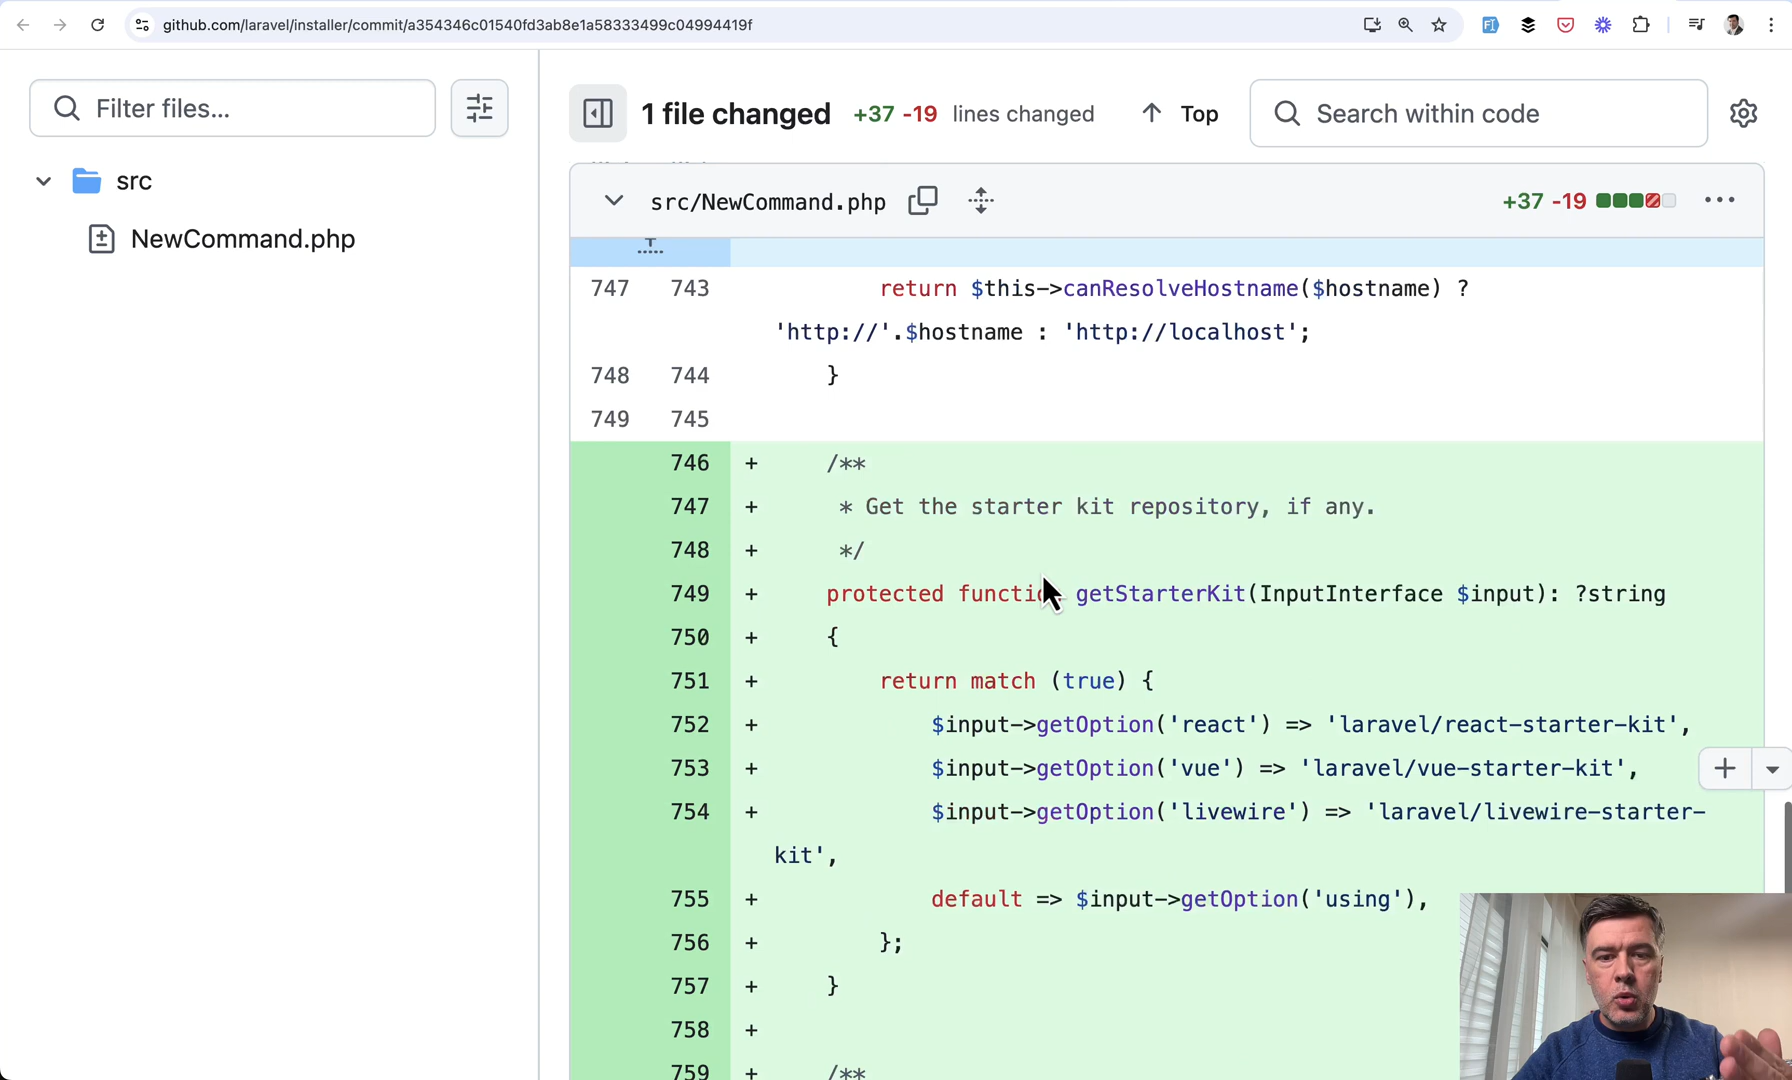 github.com/laravel/installer/commit/a354346c01540fd3ab8e1a58333499c04994419f
Filter files...
1 file changed +37 -19 lines changed
Top
Search within code
src
NewCommand.php
src/NewCommand.php
+37 -19
747 743 return $this->canResolveHostname($hostname) ?
'http://'.$hostname : 'http://localhost';
748 744 }
749 745
746 + /**
747 + * Get the starter kit repository, if any.
748 + */
749 + protected function getStarterKit(InputInterface $input): ?string
750 + {
751 + return match (true) {
752 + $input->getOption('react') => 'laravel/react-starter-kit',
753 + $input->getOption('vue') => 'laravel/vue-starter-kit',
754 + $input->getOption('livewire') => 'laravel/livewire-starter-
kit',
755 + default => $input->getOption('using'),
756 + };
757 + }
758 +
759 + /**